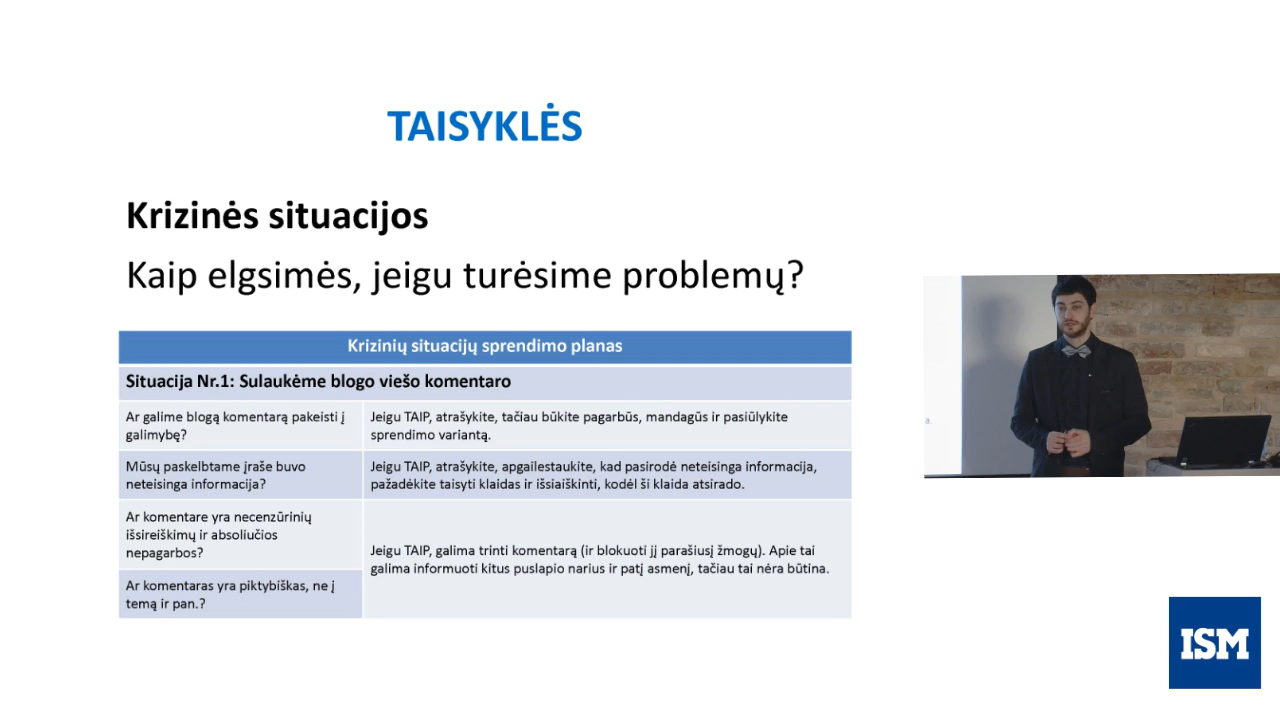 TAISYKLĖS
Krizinės situacijos
Kaip elgsimės, jeigu turėsime problemų?
Krizinių situacijų sprendimo planas
Situacija Nr.1: Sulaukėme blogo viešo komentaro
Ar galime blogą komentarą pakeisti į
galimybę?
Jeigu TAIP, atrašykite, tačiau būkite pagarbūs, mandagūs ir pasiūlykite
sprendimo variantą.
Mūsų paskelbtame įraše buvo
neteisinga informacija?
Jeigu TAIP, atrašykite, apgailestaukite, kad pasirodė neteisinga informacija,
pažadėkite taisyti klaidas ir išsiaiškinti, kodėl ši klaida atsirado.
Ar komentare yra necenzūrinių
išsireiškimų ir absoliučios
nepagarbos?
Jeigu TAIP, galima trinti komentarą (ir blokuoti jį parašiusį žmogų). Apie tai
galima informuoti kitus puslapio narius ir patį asmenį, tačiau tai nėra būtina.
Ar komentaras yra piktybiškas, ne į
temą ir pan.?
a.
ISM